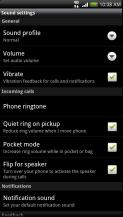 10:38 AM
Sound settings
General
Sound profile
Normal
Volume
Set audio volume
Vibrate
Vibration feedback for calls and notifications
Incoming calls
Phone ringtone
Quiet ring on pickup
Reduce ring volume when I move phone
Pocket mode
Increase ring volume while in pocket or bag
Flip for speaker
Turn over your phone to activate the speaker
during calls
Notifications
Notification sound
Set your default notification sound
Feedback